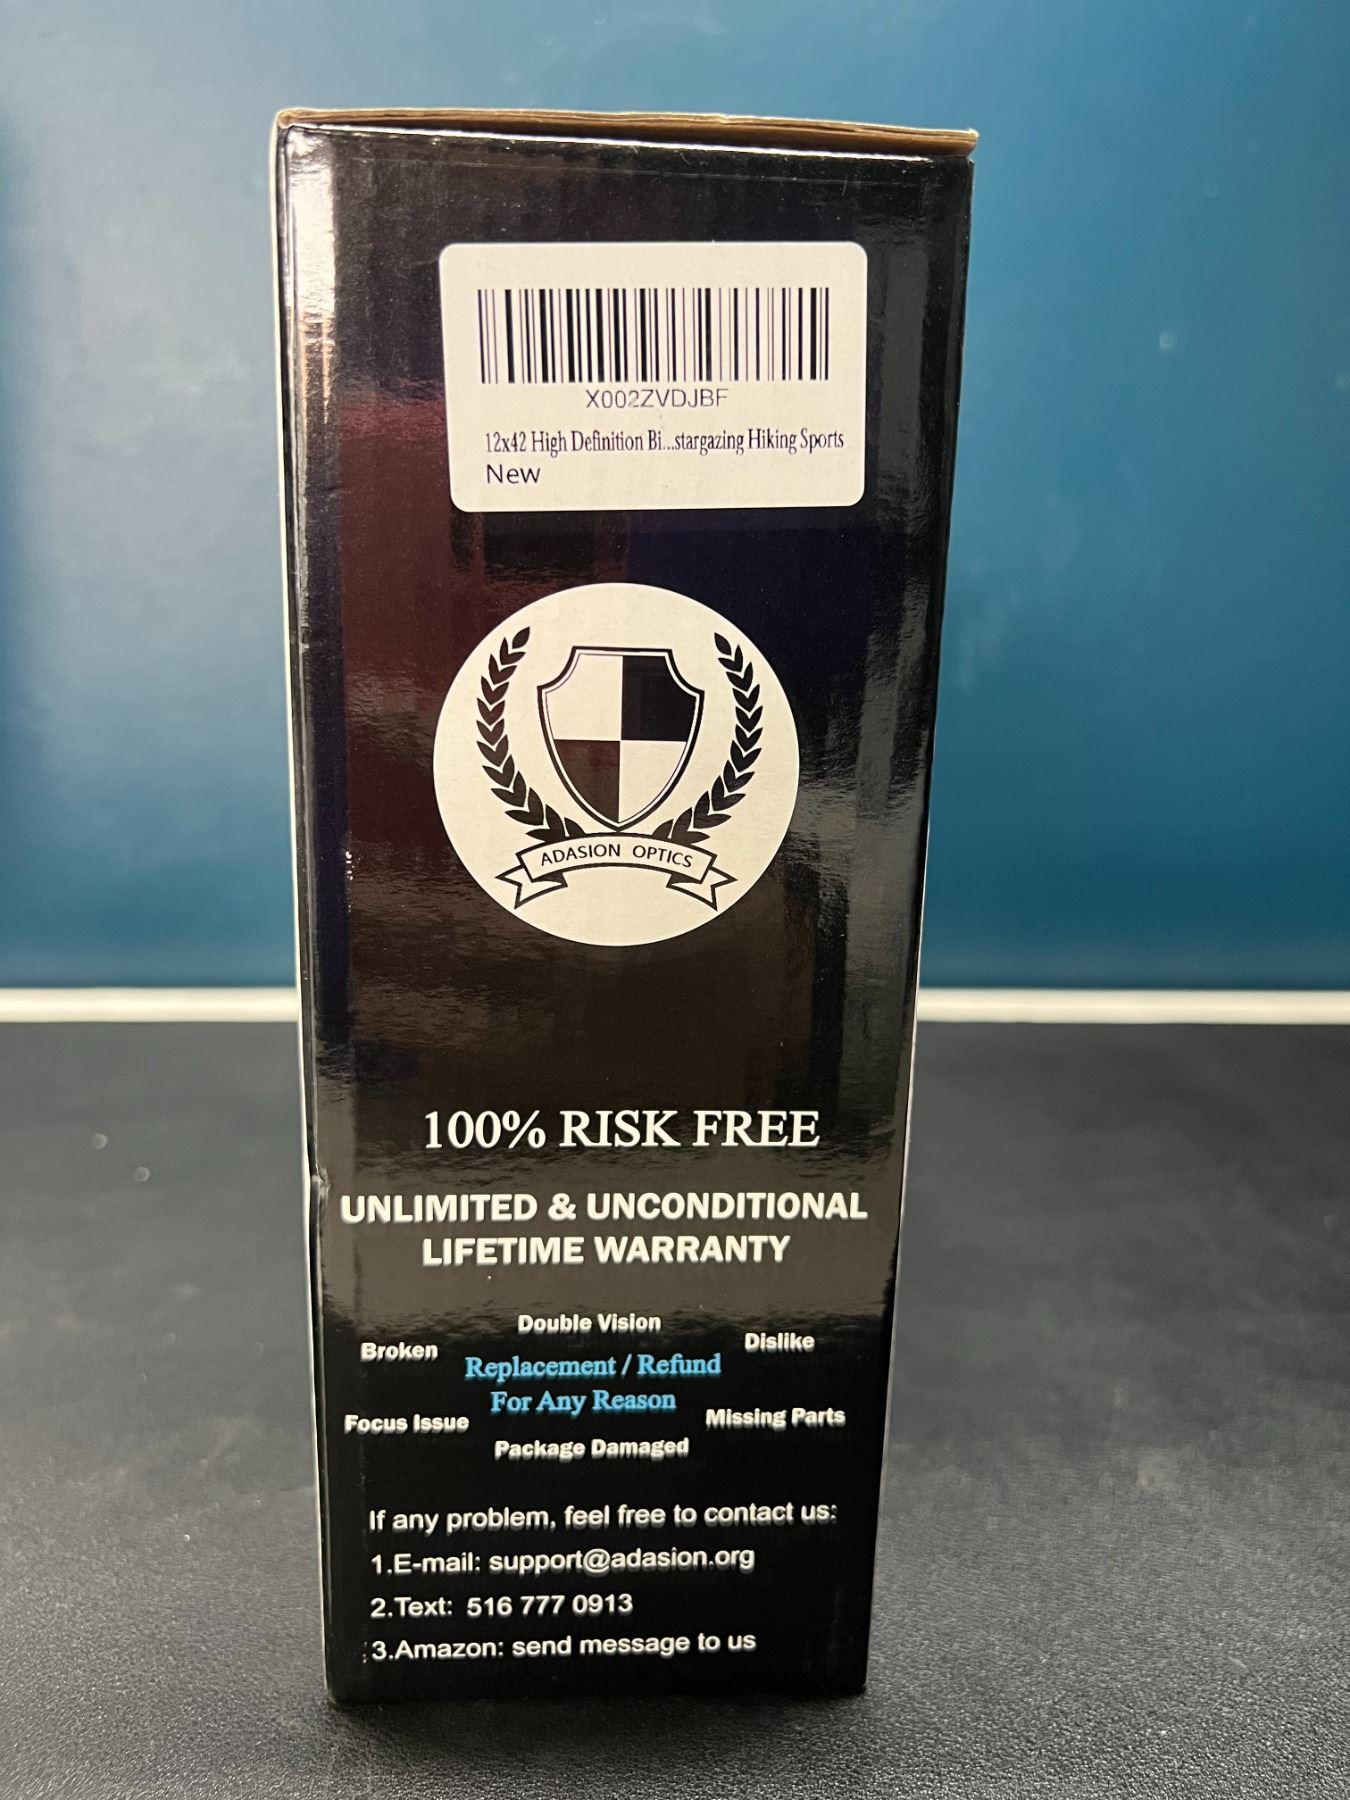 X002ZVDJBF
12x42 High Definition Bi...stargazing Hiking Sports
New
ADASION OPTICS
100% RISK FREE
UNLIMITED & UNCONDITIONAL
LIFETIME WARRANTY
Double Vision
Broken
Dislike
Replacement / Refund
For Any Reason
Focus Issue
Missing Parts
Package Damaged
If any problem, feel free to contact us:
1.E-mail: support@adasion.org
2.Text: 516 777 0913
3.Amazon: send message to us